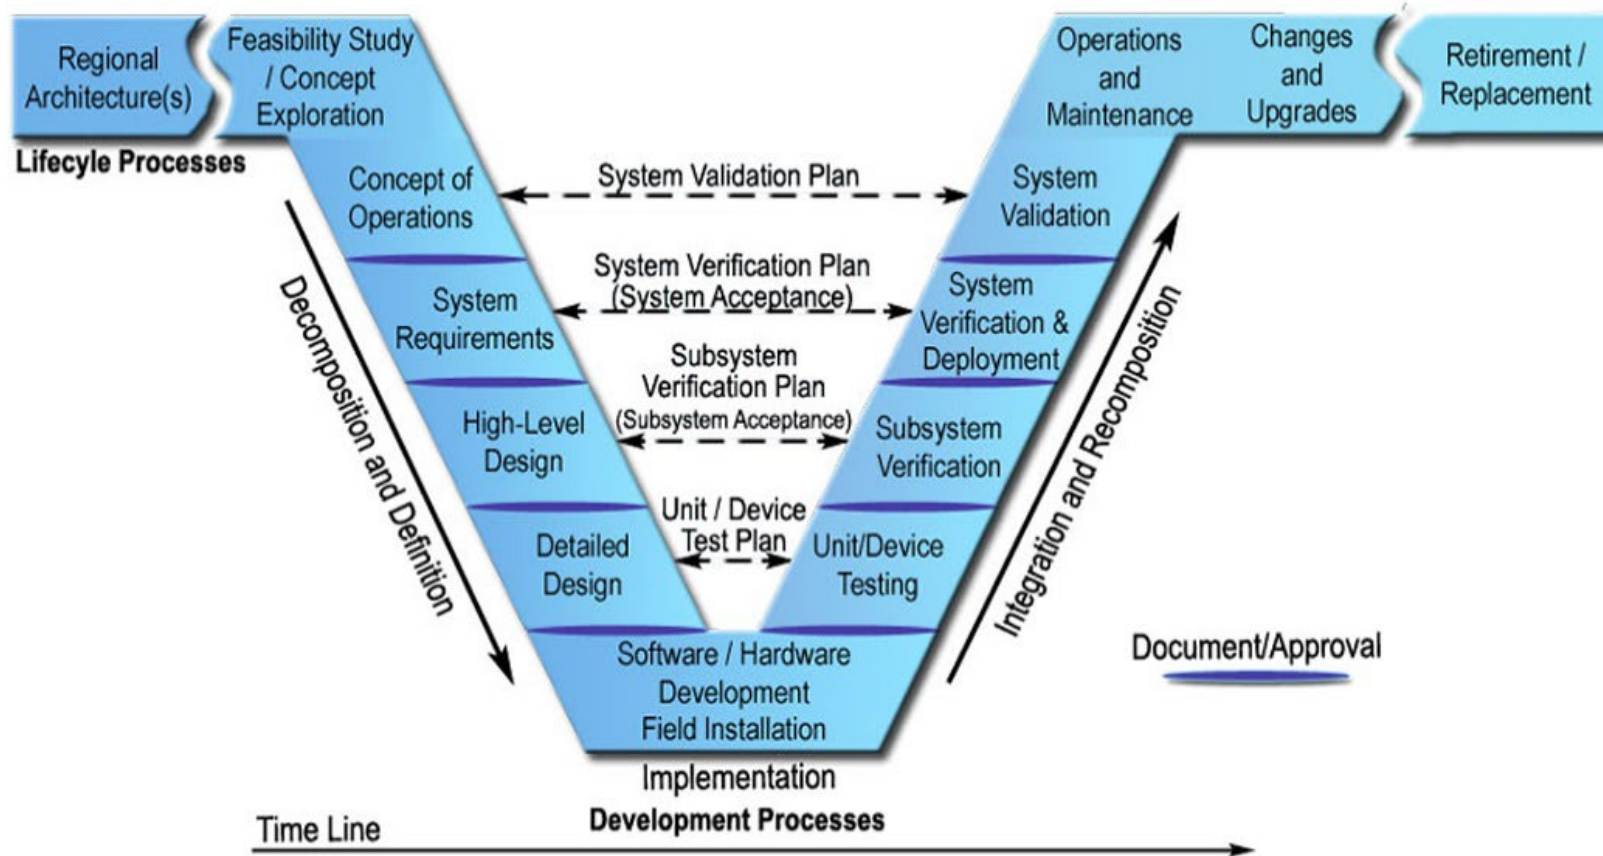 Regional
Architecture(s)
Feasibility Study
/ Concept
Exploration
Operations
and
Maintenance
Changes
and
Upgrades
Retirement /
Replacement
Lifecyle Processes
Concept of
Operations
System Validation Plan
System
Validation
System
Requirements
System Verification Plan
(System Acceptance)
System
Verification &
Deployment
High-Level
Design
Subsystem
Verification Plan
(Subsystem Acceptance)
Subsystem
Verification
Detailed
Design
Unit / Device
Test Plan
Unit/Device
Testing
Decomposition and Definition
Integration and Recomposition
Software / Hardware
Development
Field Installation
Document/Approval
Implementation
Development Processes
Time Line